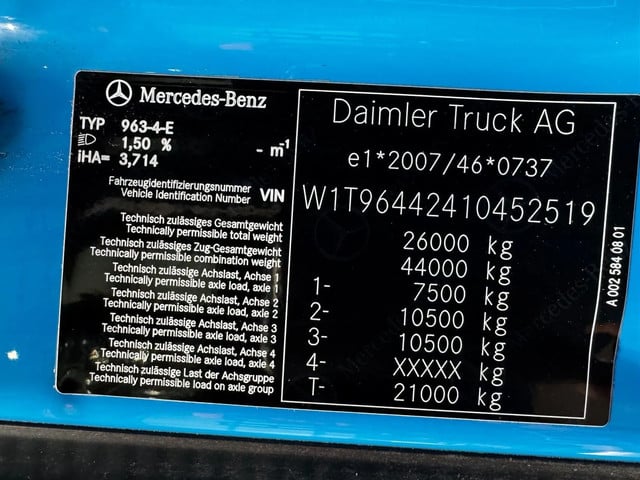 Mercedes-Benz
TYP 963-4-E
1,50 % - m⁻¹
iHA= 3,714
Fahrzeugidentifizierungsnummer
Vehicle Identification Number VIN
Technisch zulässiges Gesamtgewicht
Technically permissible total weight
Technisch zulässiges Zug-Gesamtgewicht
Technically permissible combination weight
Technisch zulässige Achslast, Achse 1
Technically permissible axle load, axle 1
Technisch zulässige Achslast, Achse 2
Technically permissible axle load, axle 2
Technisch zulässige Achslast, Achse 3
Technically permissible axle load, axle 3
Technisch zulässige Achslast, Achse 4
Technically permissible axle load, axle 4
Technisch zulässige Last der Achsgruppe
Technically permissible load on axle group
Daimler Truck AG
e1*2007/46*0737
W1T96442410452519
26000 kg
44000 kg
1- 7500 kg
2- 10500 kg
3- 10500 kg
4- XXXXX kg
T- 21000 kg
A 002 584 08 01